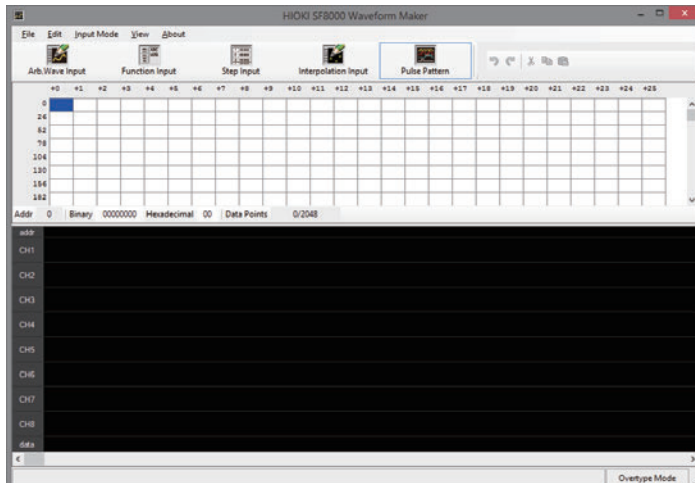 HIOKI SF8000 Waveform Maker
File Edit Input Mode View About
Arb.Wave Input Function Input Step Input Interpolation Input Pulse Pattern
+0 +1 +2 +3 +4 +5 +6 +7 +8 +9 +10 +11 +12 +13 +14 +15 +16 +17 +18 +19 +20 +21 +22 +23 +24 +25
0
26
52
78
104
130
156
182
Addr 0 Binary 00000000 Hexadecimal 00 Data Points 0/2048
addr
CH1
CH2
CH3
CH4
CH5
CH6
CH7
CH8
data
Overtype Mode